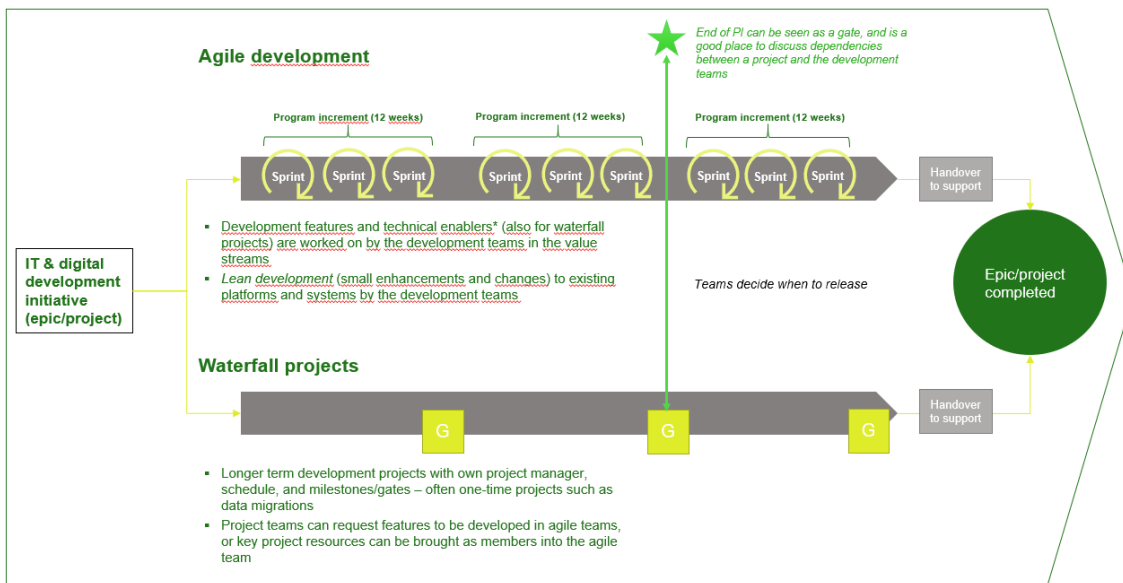 Agile development
End of PI can be seen as a gate, and is a
good place to discuss dependencies
between a project and the development
teams
Program increment (12 weeks)
Program increment (12 weeks)
Program increment (12 weeks)
Sprint
Sprint
Sprint
Sprint
Sprint
Sprint
Sprint
Sprint
Sprint
Handover
to support
Development features and technical enablers* (also for waterfall
projects) are worked on by the development teams in the value
streams
Lean development (small enhancements and changes) to existing
platforms and systems by the development teams
Teams decide when to release
IT & digital
development
initiative
(epic/project)
Epic/project
completed
Waterfall projects
G
G
G
Handover
to support
Longer term development projects with own project manager,
schedule, and milestones/gates – often one-time projects such as
data migrations
Project teams can request features to be developed in agile teams,
or key project resources can be brought as members into the agile
team